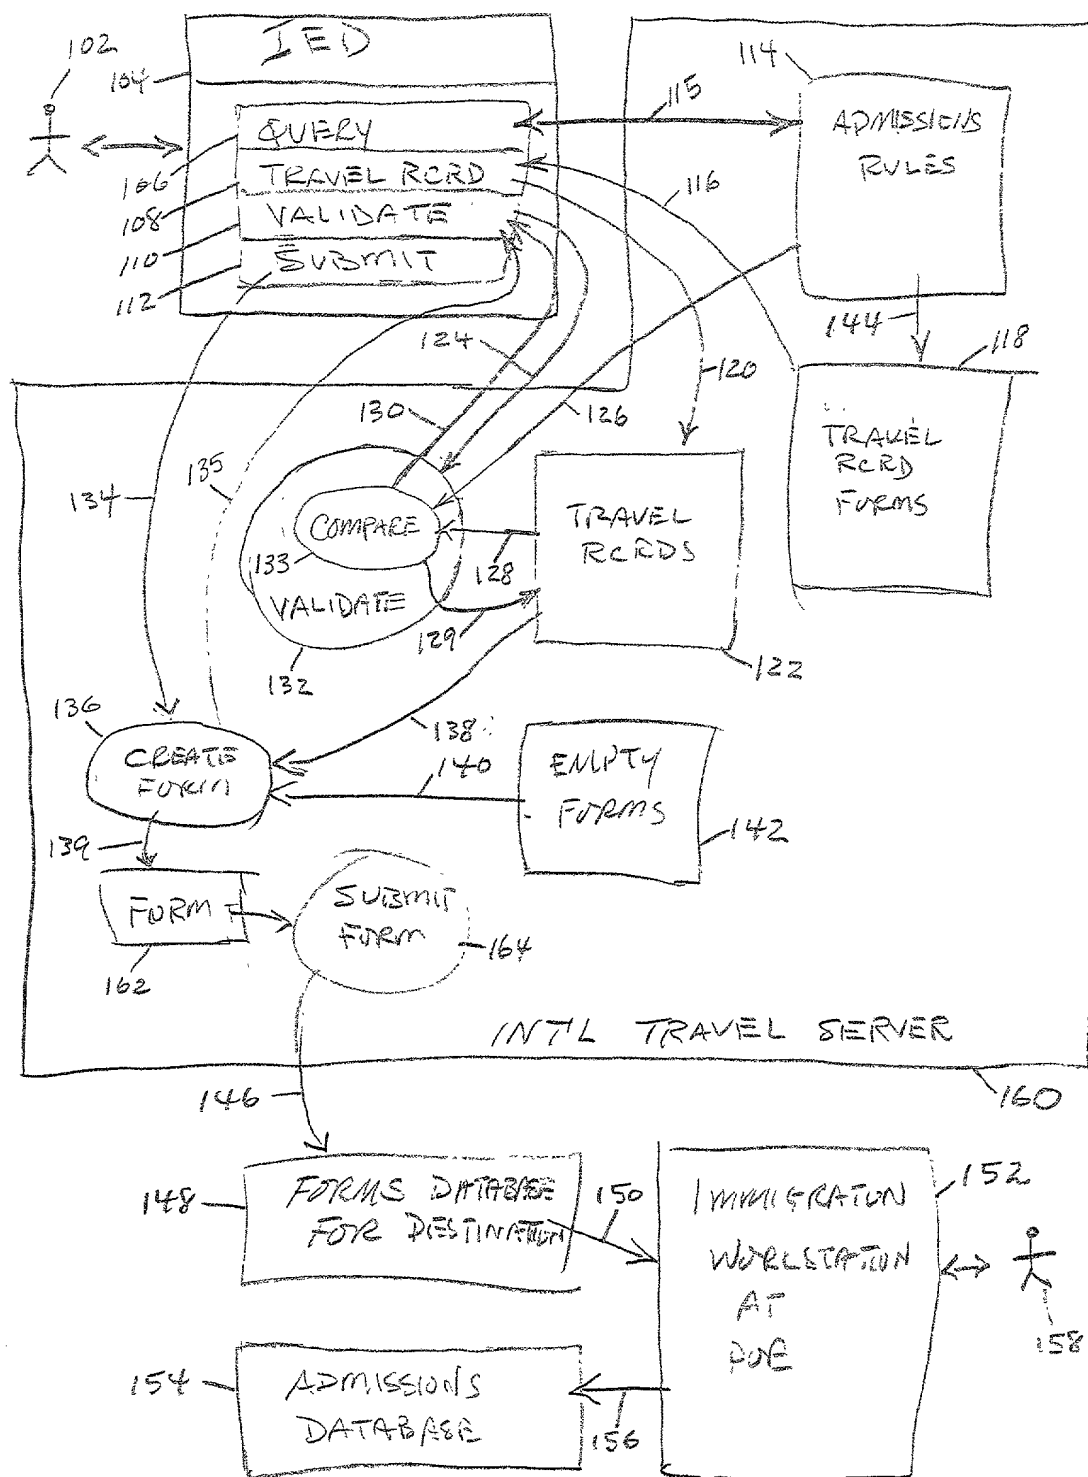 102
IED
104
114
115
QUERY
ADMISSIONS
RULES
106
TRAVEL RCRD
116
108
VALIDATE
110
SUBMIT
112
144
118
124
120
130
126
TRAVEL
RCRD
FORMS
134
135
COMPARE
TRAVEL
RCRDS
133
128
VALIDATE
129
132
122
136
138
CREATE
FORM
140
EMPTY
FORMS
142
139
FORM
SUBMIT
FORM
164
162
INT'L TRAVEL SERVER
146
160
148
FORMS DATABASE
FOR DESTINATION
150
IMMIGRATON
WORKSTATION
AT
POE
152
158
154
ADMISSIONS
DATABASE
156